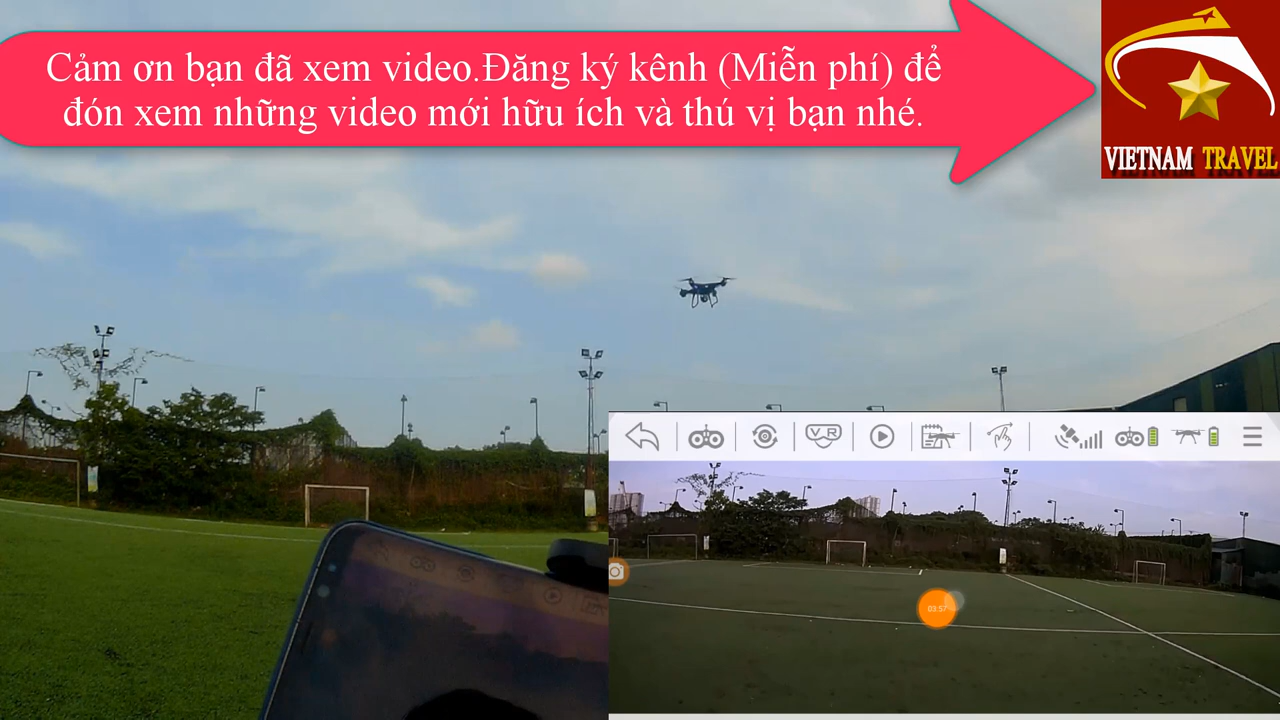 Cảm ơn bạn đã xem video.Đăng ký kênh (Miễn phí) để
đón xem những video mới hữu ích và thú vị bạn nhé.
VIETNAM TRAVEL
VR
03:57